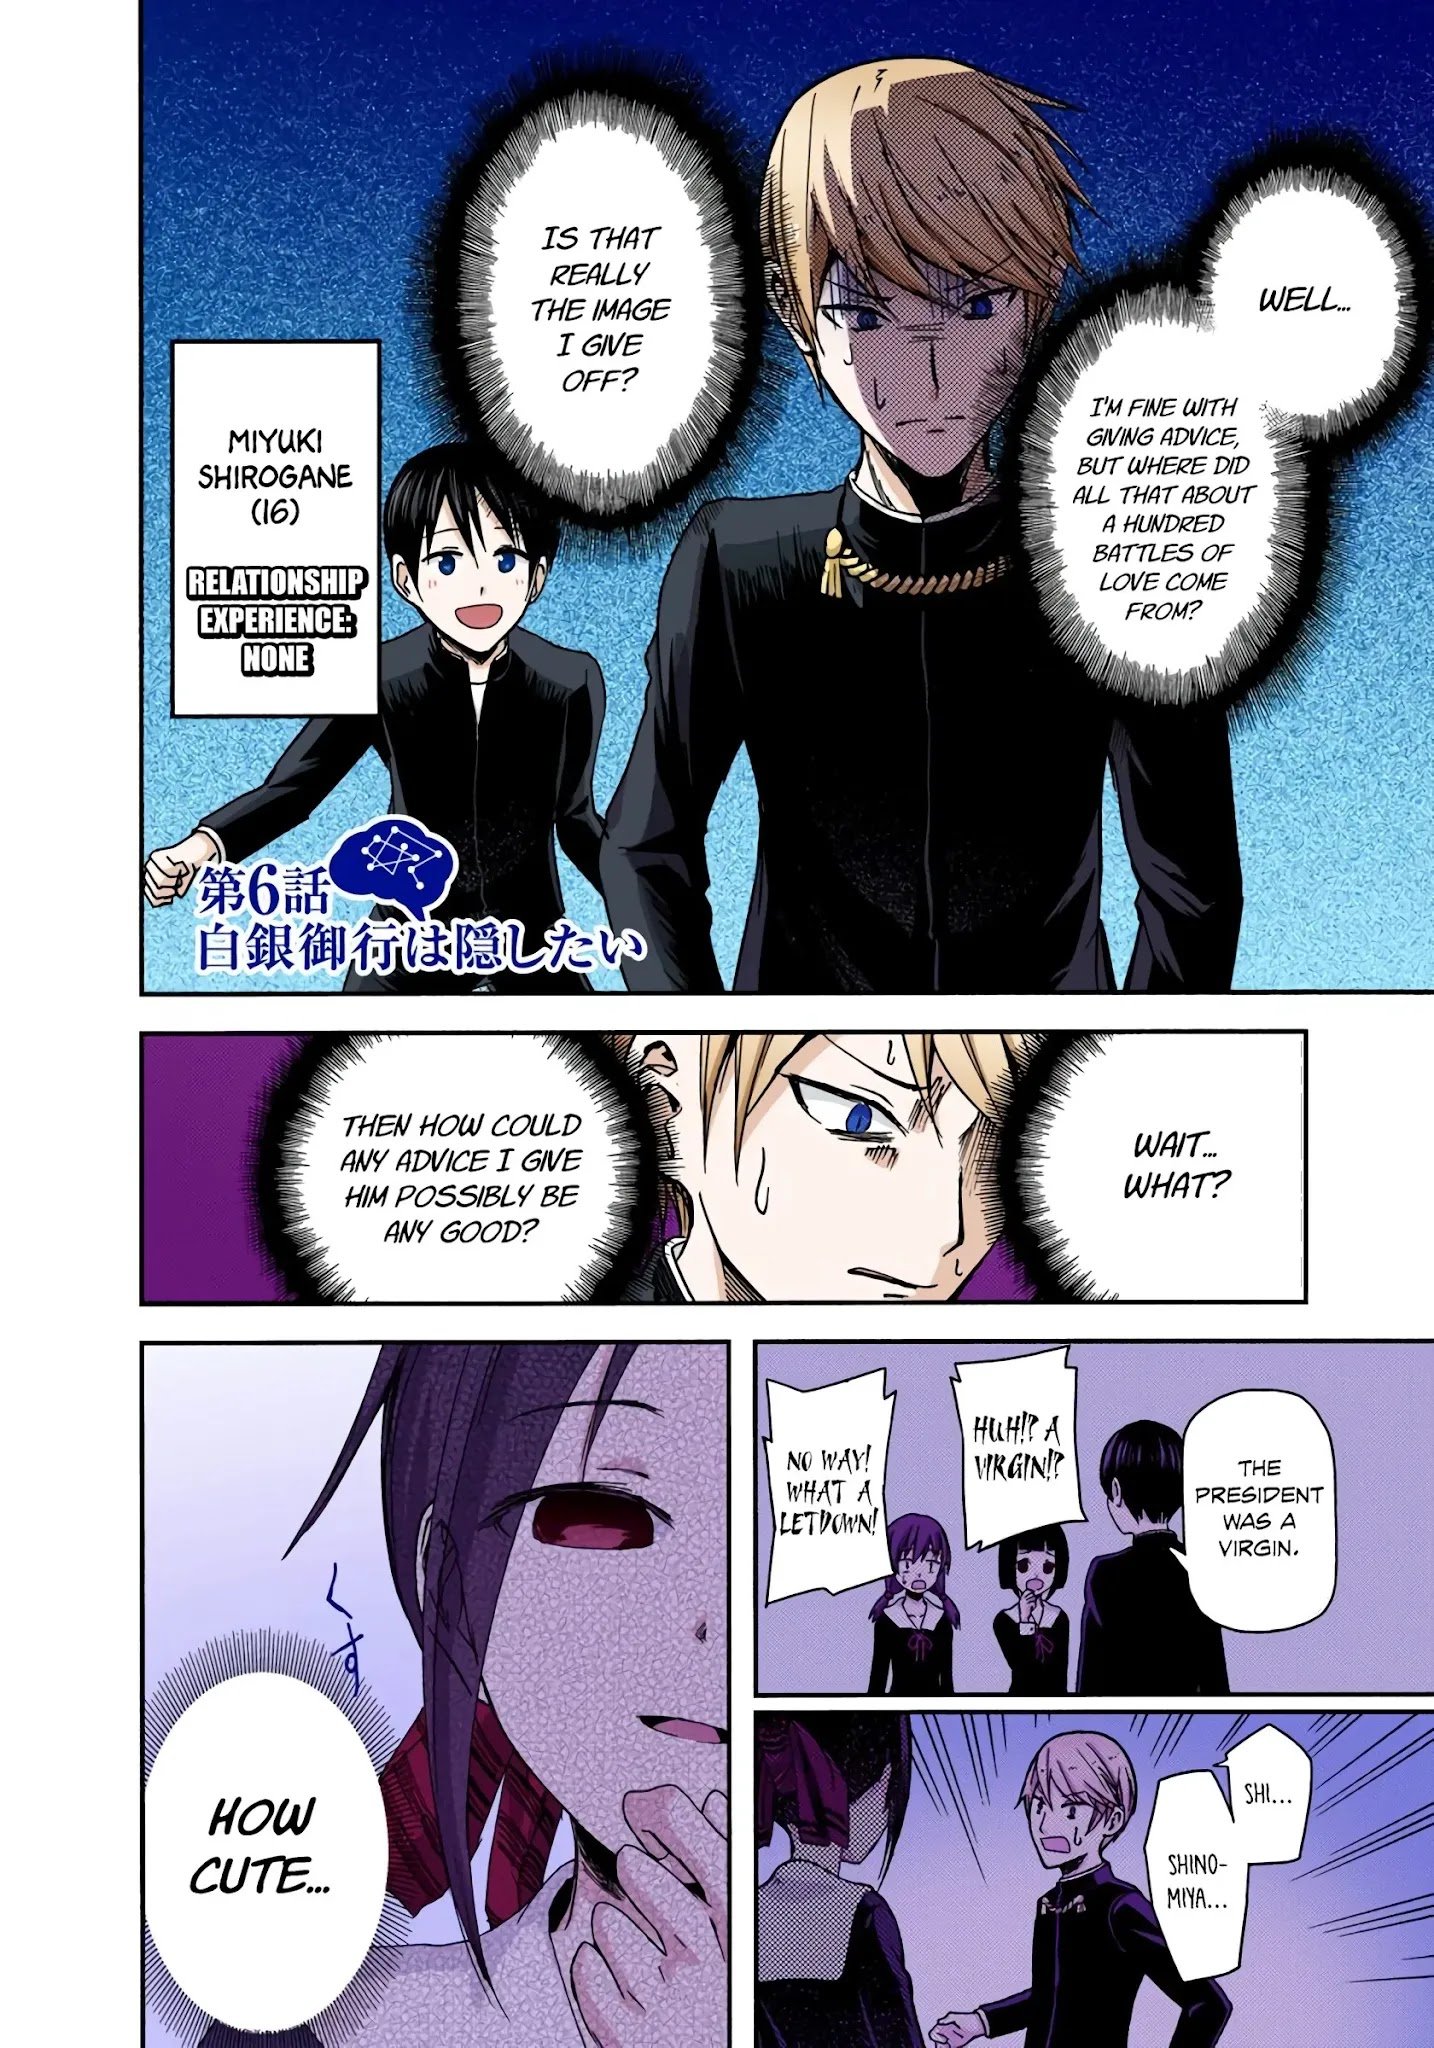 WELL...
I'M FINE WITH
GIVING ADVICE,
BUT WHERE DID
ALL THAT ABOUT
A HUNDRED
BATTLES OF
LOVE COME
FROM?
IS THAT
REALLY
THE IMAGE
I GIVE
OFF?
MIYUKI
SHIROGANE
(16)
RELATIONSHIP
EXPERIENCE:
NONE
第6話
白銀御行は隠したい
WAIT...
WHAT?
THEN HOW COULD
ANY ADVICE I GIVE
HIM POSSIBLY BE
ANY GOOD?
THE
PRESIDENT
WAS A
VIRGIN.
HUH!? A
VIRGIN!?
NO WAY!
WHAT A
LETDOWN!
SHI...
SHINO-
MIYA...
くす
HOW
CUTE...